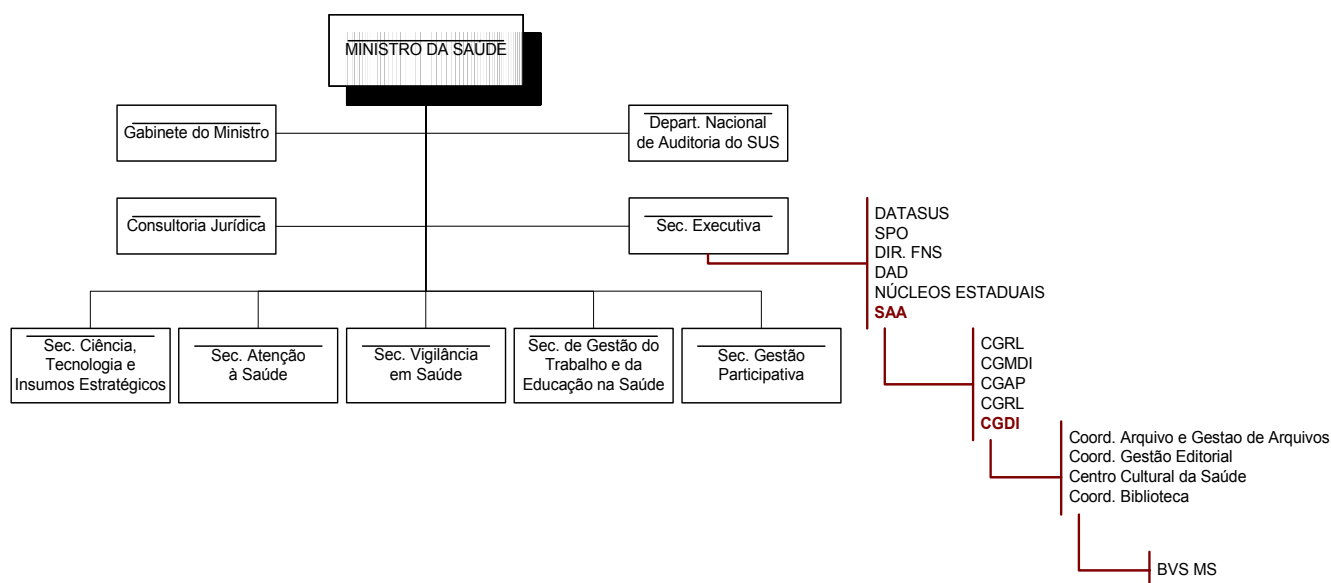 MINISTRO DA SAÚDE
Gabinete do Ministro
Depart. Nacional
de Auditoria do SUS
Consultoria Jurídica
Sec. Executiva
DATASUS
SPO
DIR. FNS
DAD
NÚCLEOS ESTADUAIS
SAA
Sec. Ciência,
Tecnologia e
Insumos Estratégicos
Sec. Atenção
à Saúde
Sec. Vigilância
em Saúde
Sec. de Gestão do
Trabalho e da
Educação na Saúde
Sec. Gestão
Participativa
CGRL
CGMDI
CGAP
CGRL
CGDI
Coord. Arquivo e Gestao de Arquivos
Coord. Gestão Editorial
Centro Cultural da Saúde
Coord. Biblioteca
BVS MS